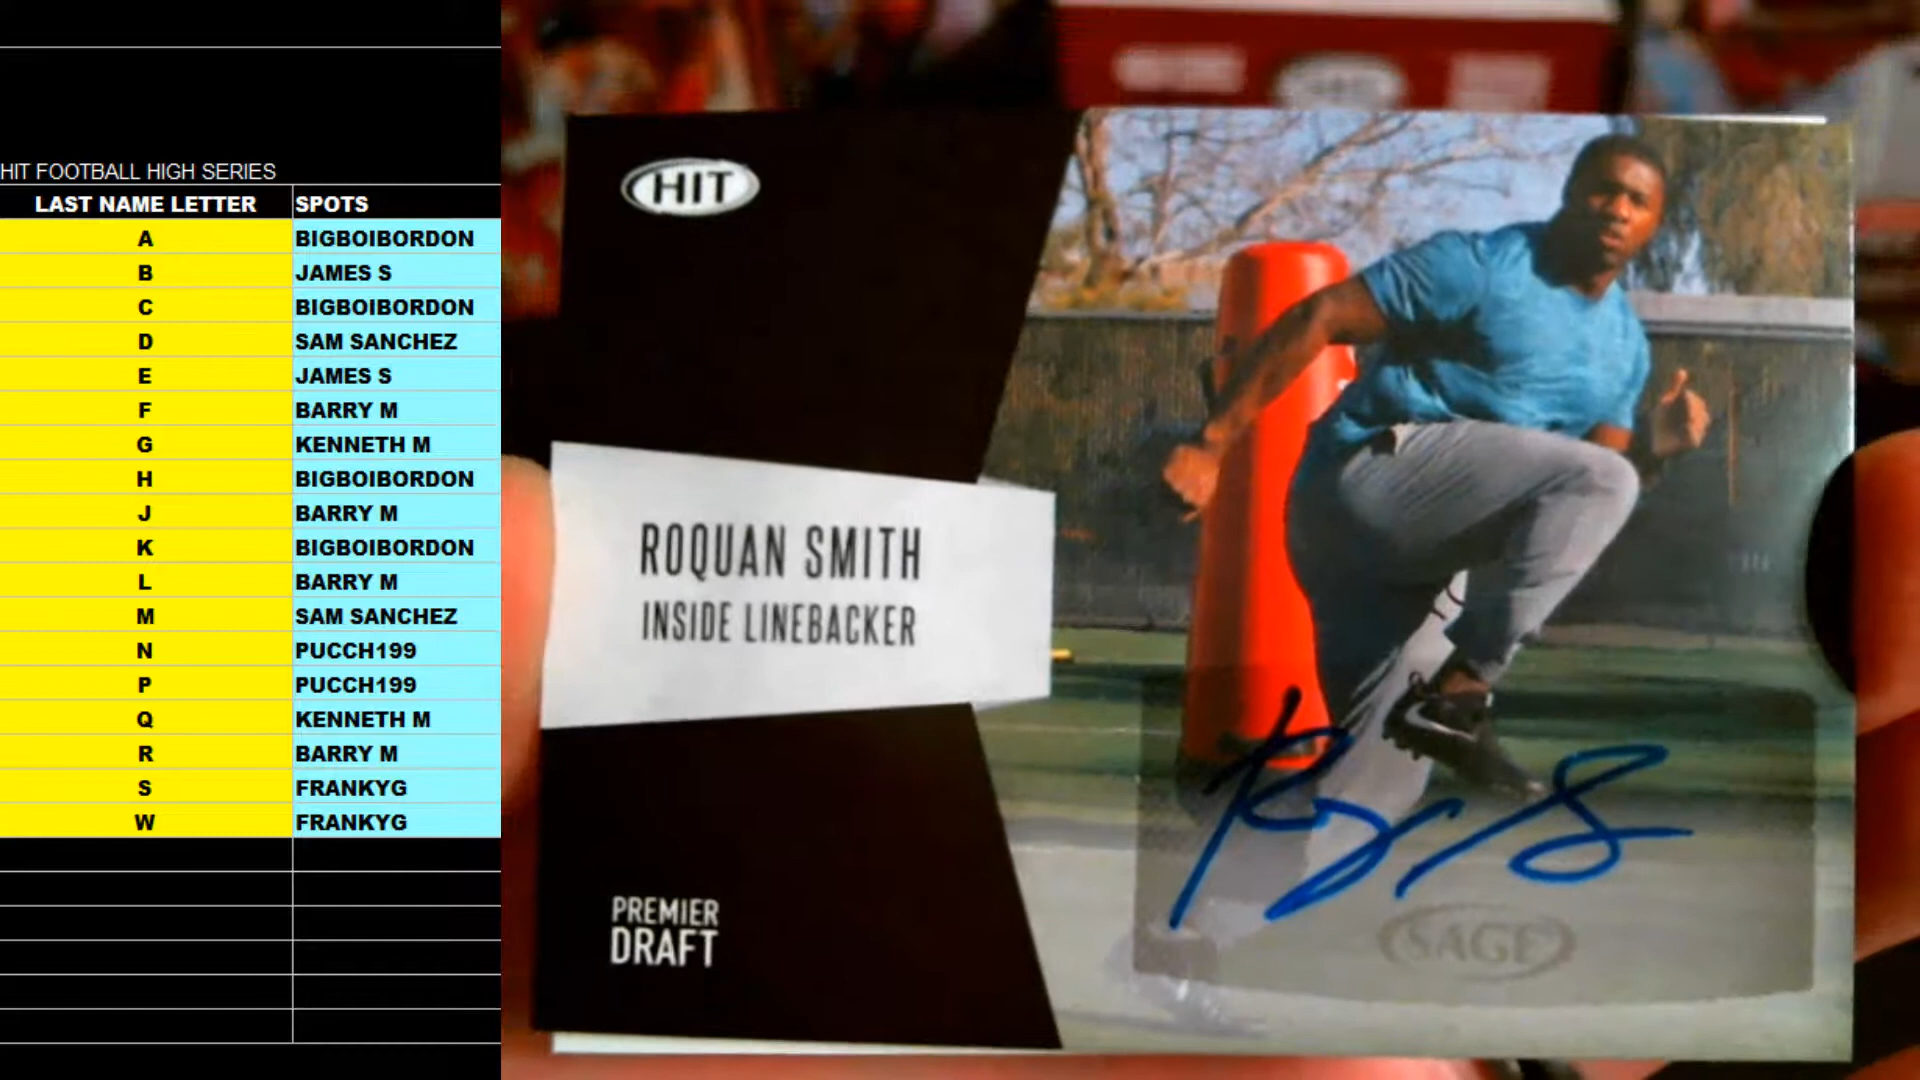 HIT FOOTBALL HIGH SERIES
LAST NAME LETTER SPOTS
A BIGBOIBORDON
B JAMES S
C BIGBOIBORDON
D SAM SANCHEZ
E JAMES S
F BARRY M
G KENNETH M
H BIGBOIBORDON
J BARRY M
K BIGBOIBORDON
L BARRY M
M SAM SANCHEZ
N PUCCH199
P PUCCH199
Q KENNETH M
R BARRY M
S FRANKYG
W FRANKYG
HIT
ROQUAN SMITH
INSIDE LINEBACKER
PREMIER
DRAFT
SAGE